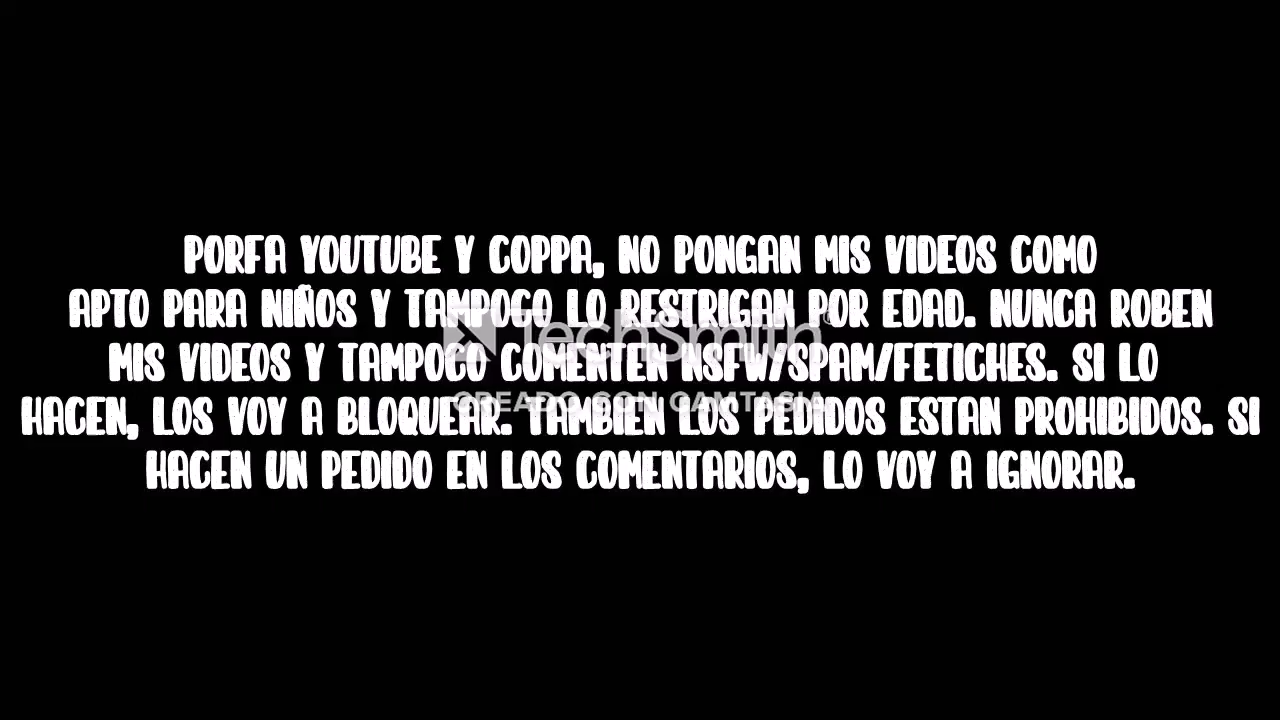 PORFA YOUTUBE Y COPPA, NO PONGAN MIS VIDEOS COMO
APTO PARA NIÑOS Y TAMPOCO LO RESTRIGAN POR EDAD. NUNCA ROBEN
TechSmith®
MIS VIDEOS Y TAMPOCO COMENTEN NSFW/SPAM/FETICHES. SI LO
CREADO CON CAMTASIA
HACEN, LOS VOY A BLOQUEAR. TAMBIEN LOS PEDIDOS ESTAN PROHIBIDOS. SI
HACEN UN PEDIDO EN LOS COMENTARIOS, LO VOY A IGNORAR.